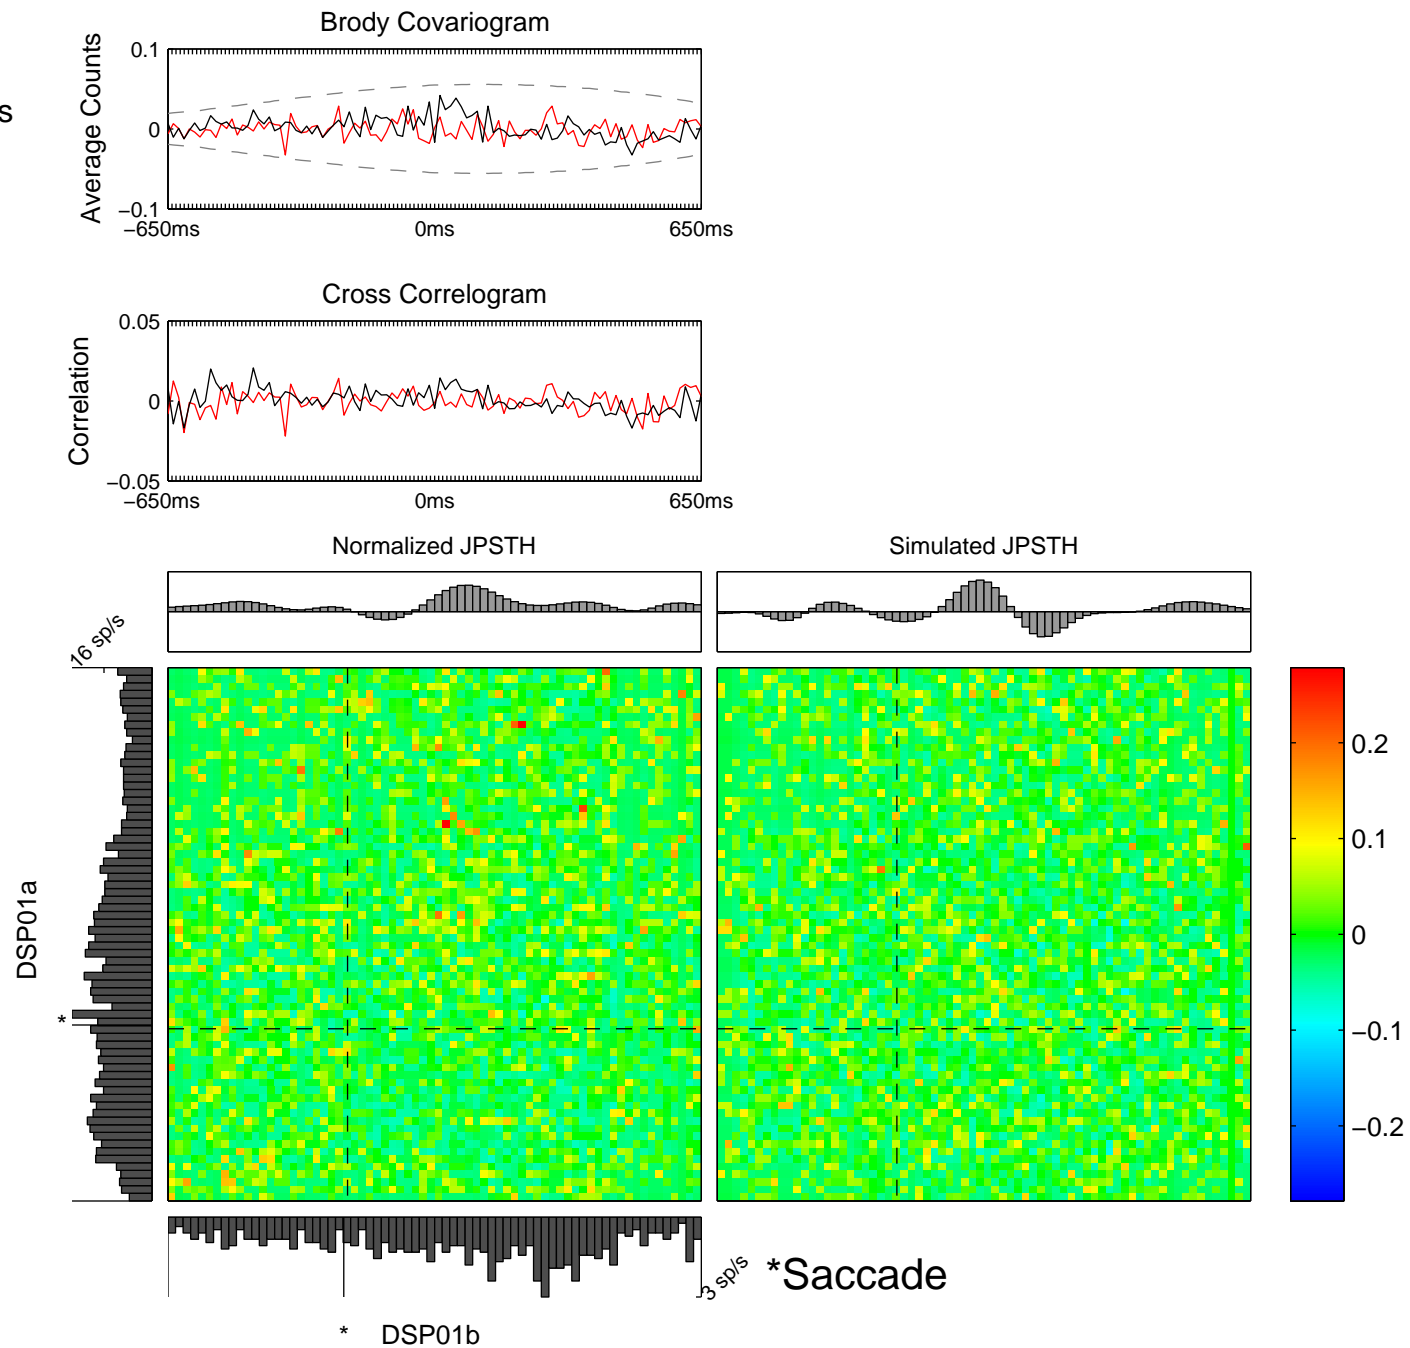 Brody Covariogram
s
Average Counts
0.1
0
−0.1
−650ms
0ms
650ms
Cross Correlogram
Correlation
0.05
0
−0.05
−650ms
0ms
650ms
Normalized JPSTH
Simulated JPSTH
16 sp/s
DSP01a
*
0.2
0.1
0
−0.1
−0.2
3 sp/s
*Saccade
* DSP01b